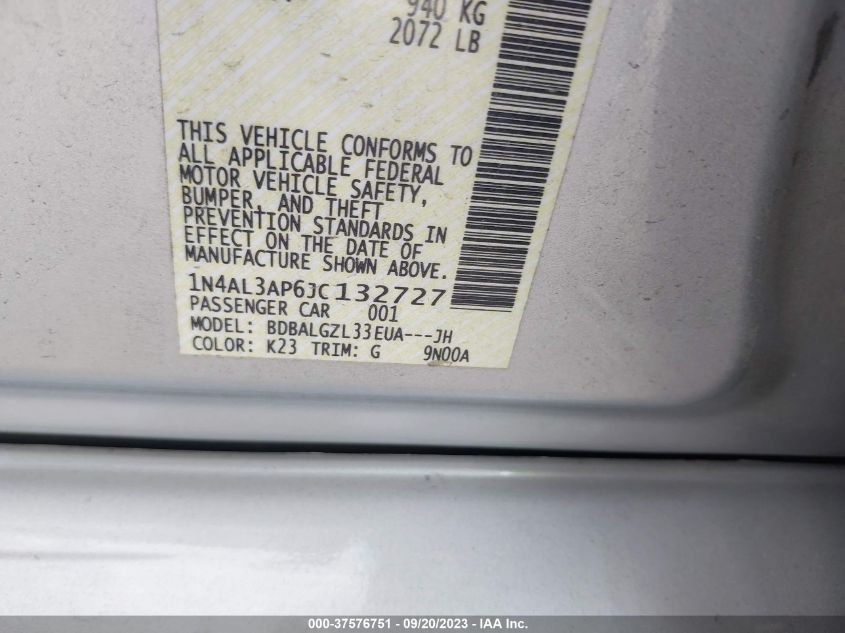 940 KG
2072 LB
THIS VEHICLE CONFORMS TO
ALL APPLICABLE FEDERAL
MOTOR VEHICLE SAFETY,
BUMPER, AND THEFT
PREVENTION STANDARDS IN
EFFECT ON THE DATE OF
MANUFACTURE SHOWN ABOVE.
1N4AL3AP6JC132727
PASSENGER CAR 001
MODEL: BDBALGZL33EUA---JH
COLOR: K23 TRIM: G 9N00A
000-37576751 — 09/20/2023 - IAA Inc.